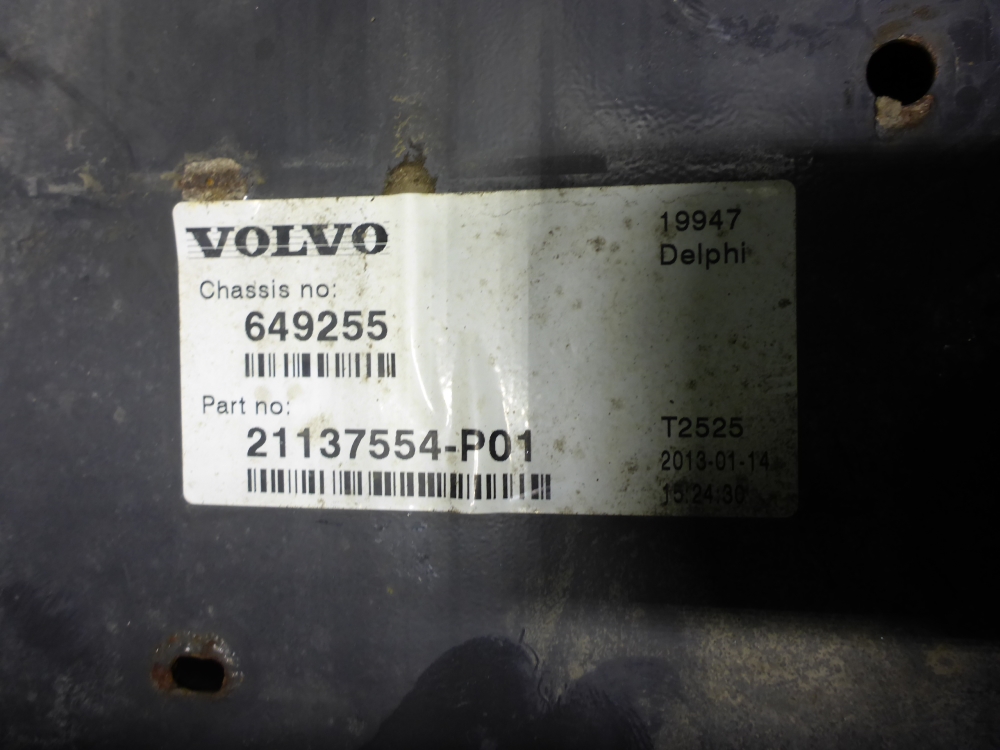 VOLVO
19947
Delphi
Chassis no:
649255
Part no:
21137554-P01
T2525
2013-01-14
15:24:30